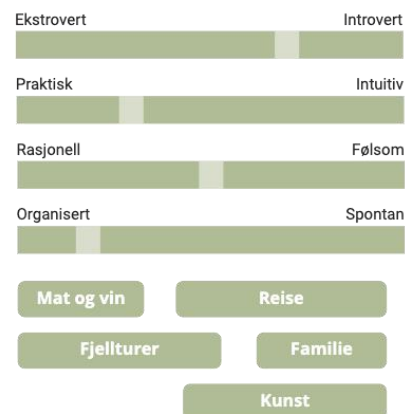 Ekstrovert Introvert
Praktisk Intuitiv
Rasjonell Følsom
Organisert Spontan
Mat og vin Reise
Fjellturer Familie
Kunst